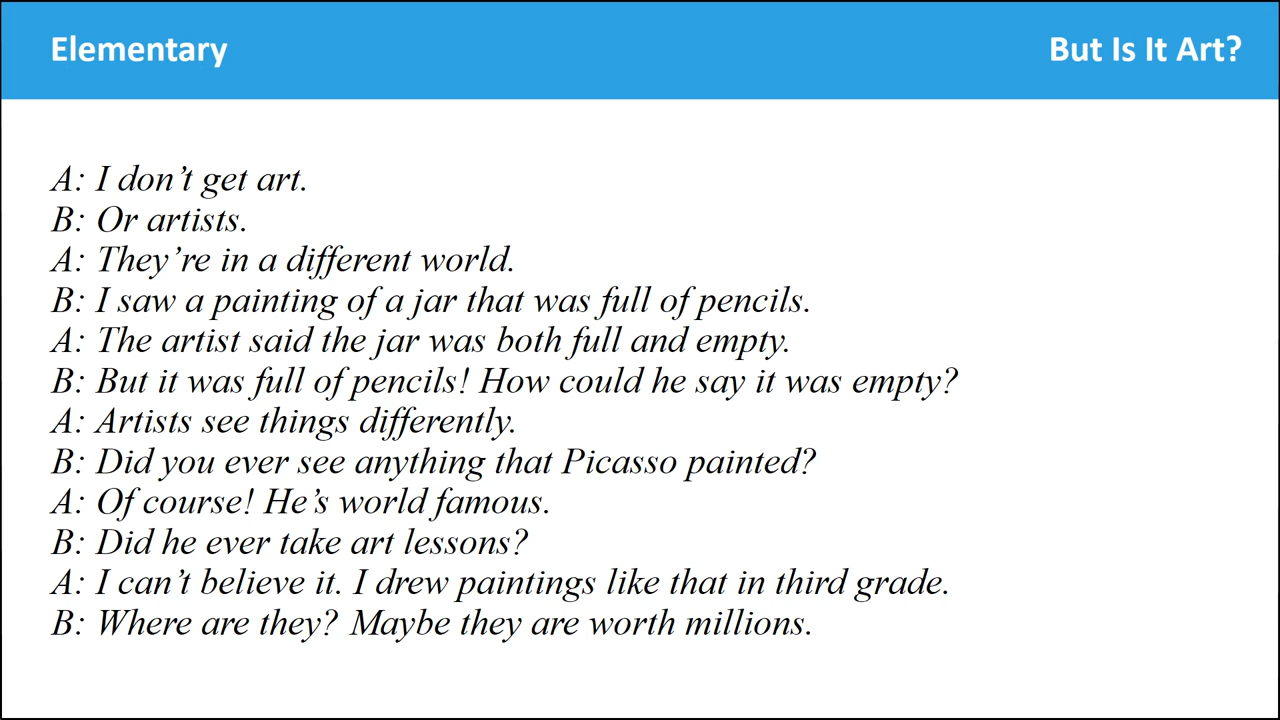 Elementary
But Is It Art?
A: I don’t get art.
B: Or artists.
A: They’re in a different world.
B: I saw a painting of a jar that was full of pencils.
A: The artist said the jar was both full and empty.
B: But it was full of pencils! How could he say it was empty?
A: Artists see things differently.
B: Did you ever see anything that Picasso painted?
A: Of course! He’s world famous.
B: Did he ever take art lessons?
A: I can’t believe it. I drew paintings like that in third grade.
B: Where are they? Maybe they are worth millions.